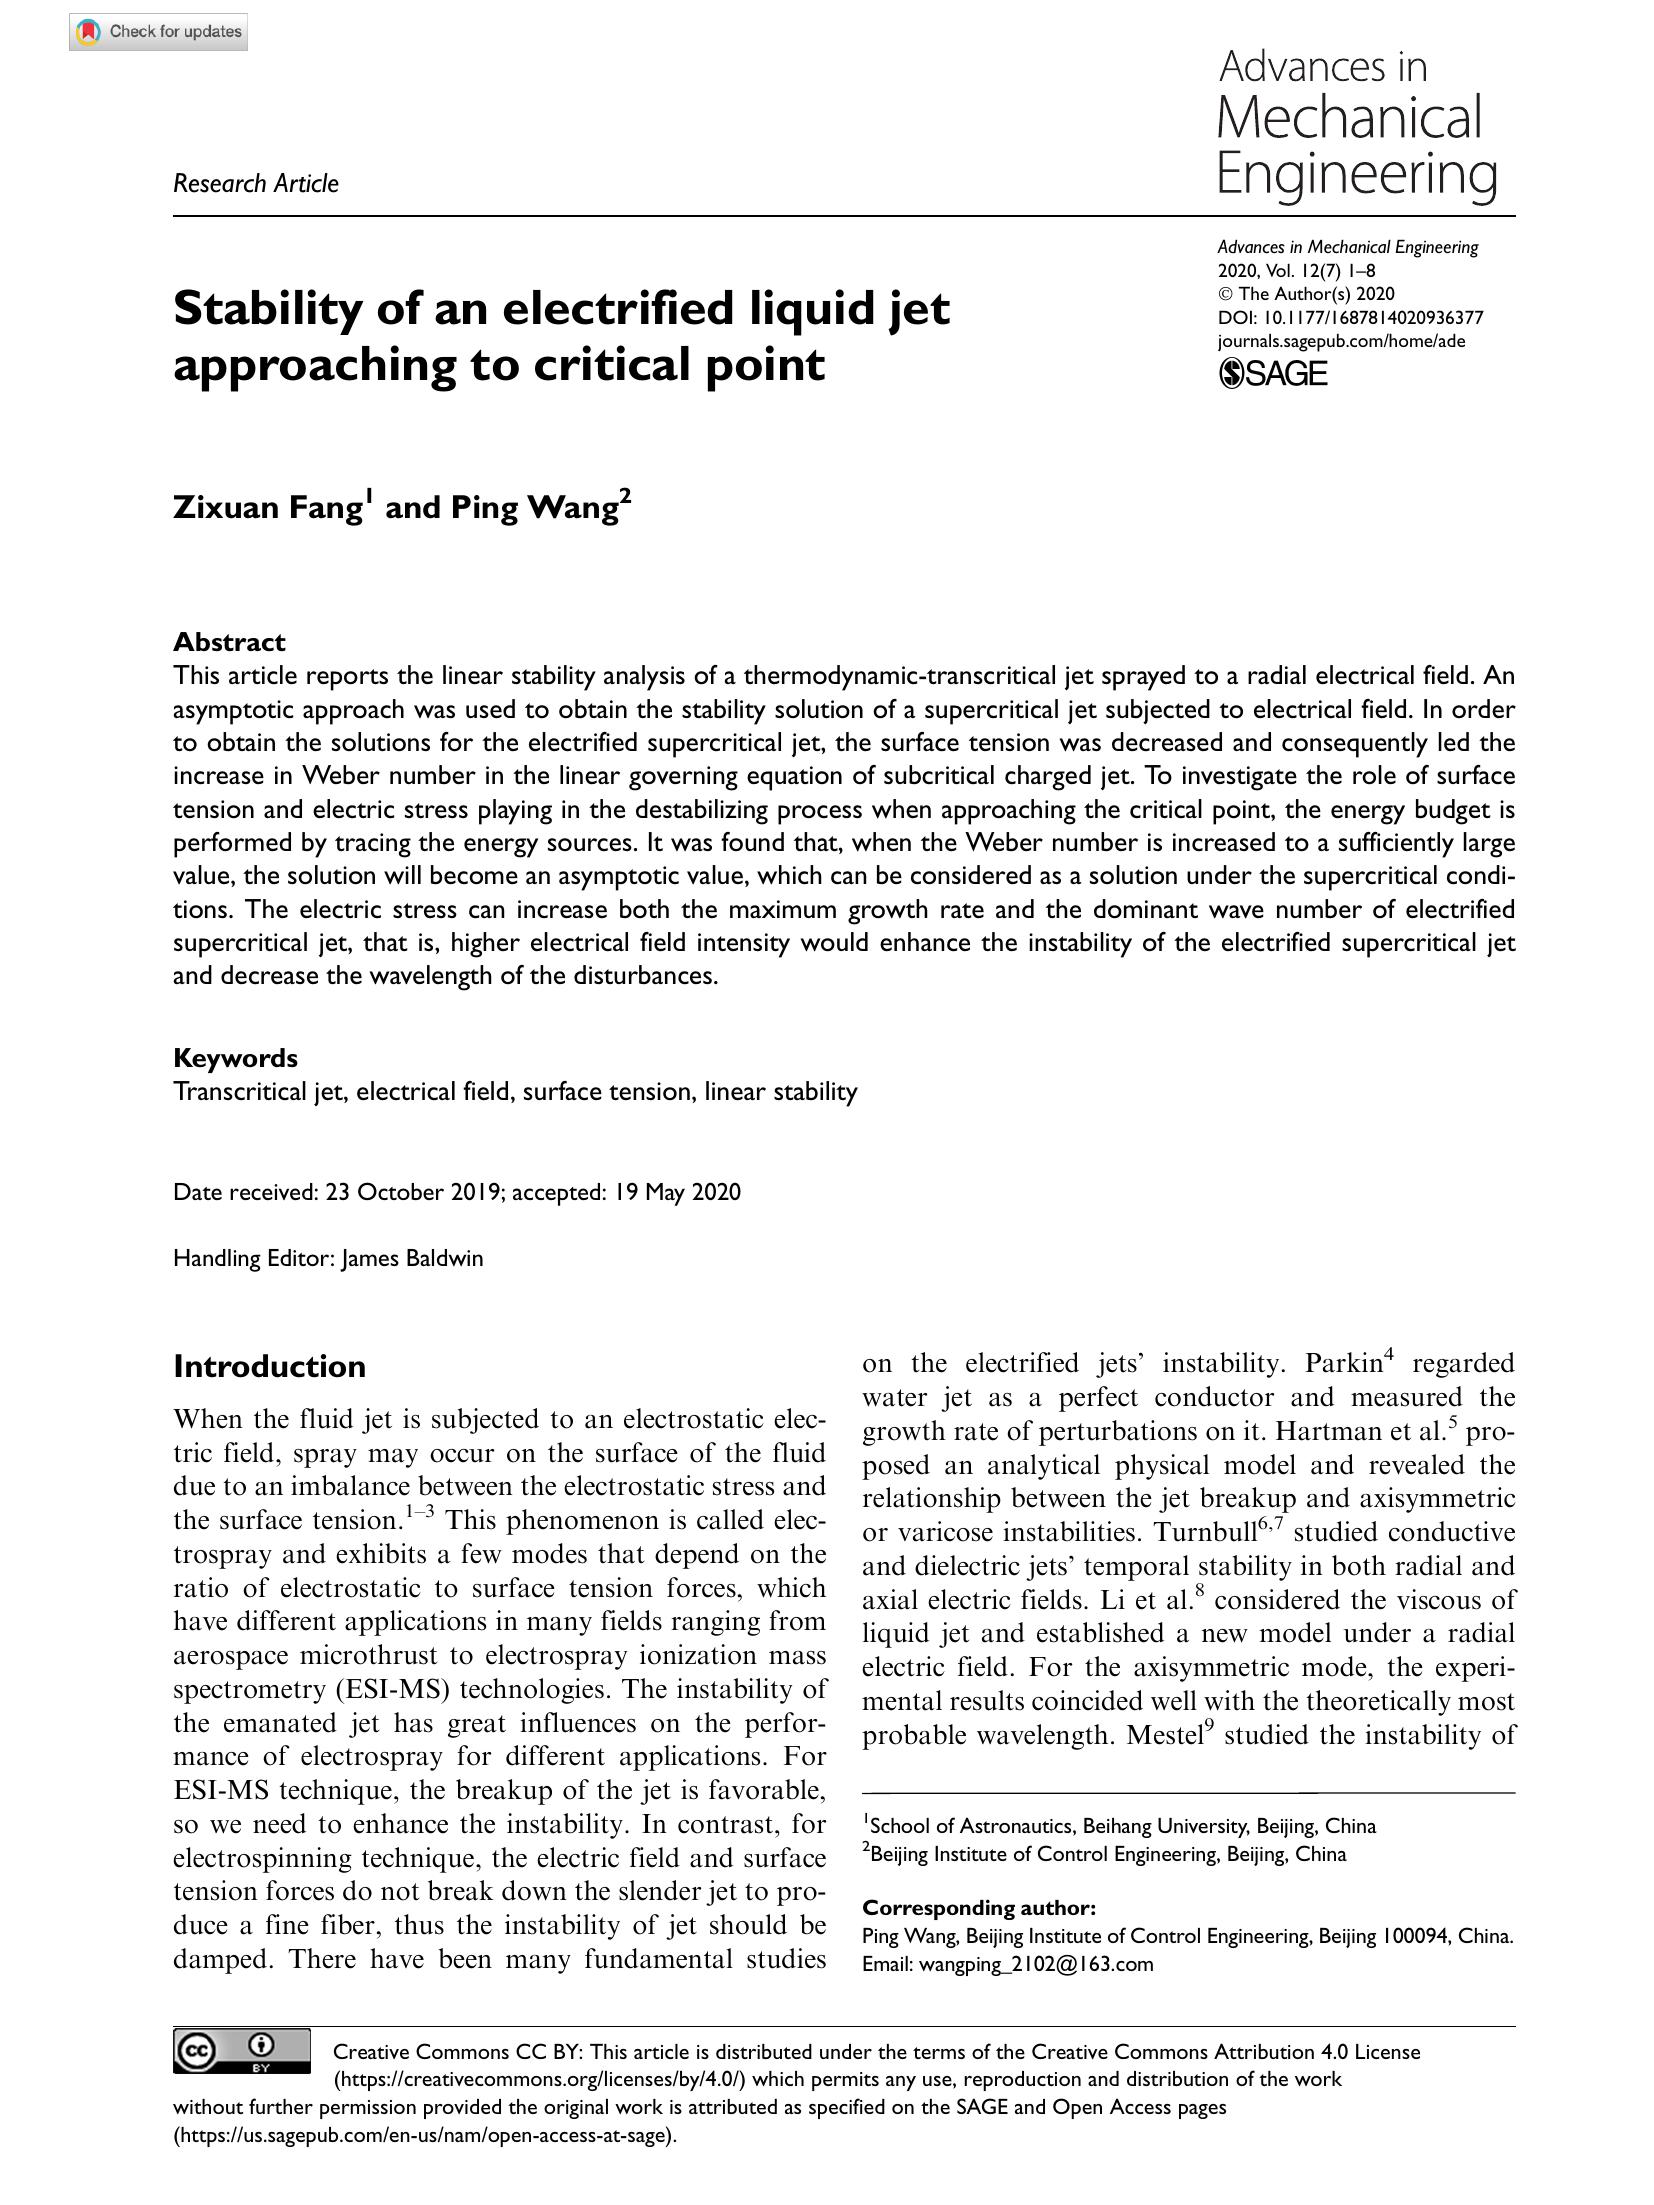 Check for updates
Advances in
Mechanical
Engineering
Research Article
Advances in Mechanical Engineering
2020, Vol. 12(7) 1–8
© The Author(s) 2020
DOI: 10.1177/1687814020936377
journals.sagepub.com/home/ade
SAGE
Stability of an electrified liquid jet
approaching to critical point
Zixuan Fang1 and Ping Wang2
Abstract
This article reports the linear stability analysis of a thermodynamic-transcritical jet sprayed to a radial electrical field. An
asymptotic approach was used to obtain the stability solution of a supercritical jet subjected to electrical field. In order
to obtain the solutions for the electrified supercritical jet, the surface tension was decreased and consequently led the
increase in Weber number in the linear governing equation of subcritical charged jet. To investigate the role of surface
tension and electric stress playing in the destabilizing process when approaching the critical point, the energy budget is
performed by tracing the energy sources. It was found that, when the Weber number is increased to a sufficiently large
value, the solution will become an asymptotic value, which can be considered as a solution under the supercritical condi-
tions. The electric stress can increase both the maximum growth rate and the dominant wave number of electrified
supercritical jet, that is, higher electrical field intensity would enhance the instability of the electrified supercritical jet
and decrease the wavelength of the disturbances.
Keywords
Transcritical jet, electrical field, surface tension, linear stability
Date received: 23 October 2019; accepted: 19 May 2020
Handling Editor: James Baldwin
Introduction
When the fluid jet is subjected to an electrostatic elec-
tric field, spray may occur on the surface of the fluid
due to an imbalance between the electrostatic stress and
the surface tension.1–3 This phenomenon is called elec-
trospray and exhibits a few modes that depend on the
ratio of electrostatic to surface tension forces, which
have different applications in many fields ranging from
aerospace microthrust to electrospray ionization mass
spectrometry (ESI-MS) technologies. The instability of
the emanated jet has great influences on the perfor-
mance of electrospray for different applications. For
ESI-MS technique, the breakup of the jet is favorable,
so we need to enhance the instability. In contrast, for
electrospinning technique, the electric field and surface
tension forces do not break down the slender jet to pro-
duce a fine fiber, thus the instability of jet should be
damped. There have been many fundamental studies
on the electrified jets' instability. Parkin4 regarded
water jet as a perfect conductor and measured the
growth rate of perturbations on it. Hartman et al.5 pro-
posed an analytical physical model and revealed the
relationship between the jet breakup and axisymmetric
or varicose instabilities. Turnbull6,7 studied conductive
and dielectric jets' temporal stability in both radial and
axial electric fields. Li et al.8 considered the viscous of
liquid jet and established a new model under a radial
electric field. For the axisymmetric mode, the experi-
mental results coincided well with the theoretically most
probable wavelength. Mestel9 studied the instability of
1School of Astronautics, Beihang University, Beijing, China
2Beijing Institute of Control Engineering, Beijing, China
Corresponding author:
Ping Wang, Beijing Institute of Control Engineering, Beijing 100094, China.
Email: wangping_2102@163.com
cc BY
Creative Commons CC BY: This article is distributed under the terms of the Creative Commons Attribution 4.0 License
(https://creativecommons.org/licenses/by/4.0/) which permits any use, reproduction and distribution of the work
without further permission provided the original work is attributed as specified on the SAGE and Open Access pages
(https://us.sagepub.com/en-us/nam/open-access-at-sage).